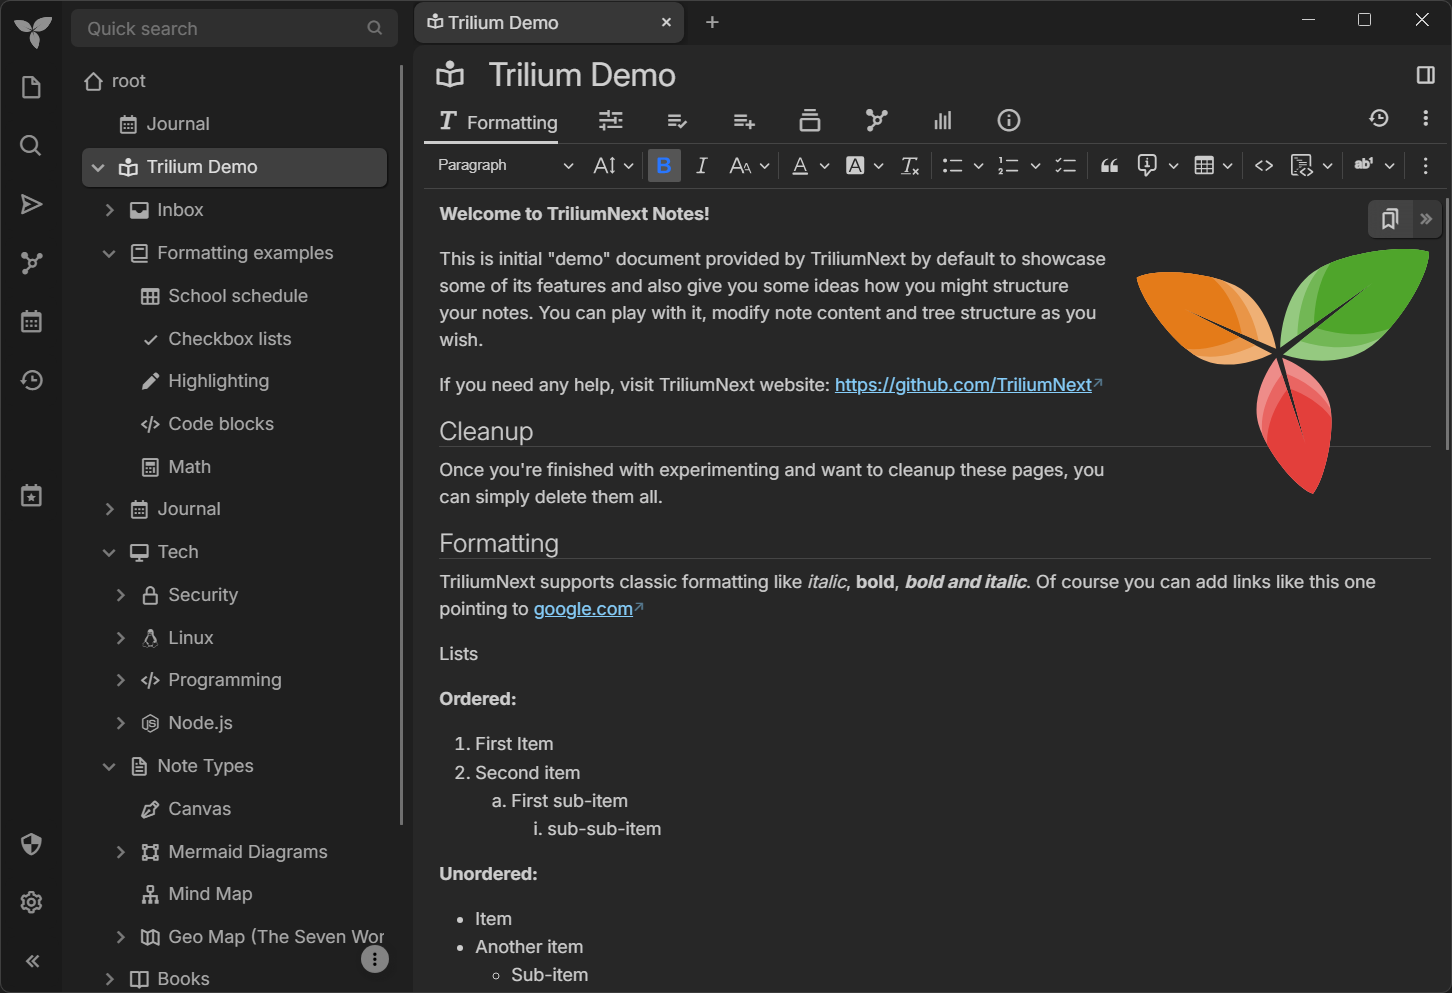 Quick search
root
Journal
Trilium Demo
Inbox
Formatting examples
School schedule
Checkbox lists
Highlighting
Code blocks
Math
Journal
Tech
Security
Linux
Programming
Node.js
Note Types
Canvas
Mermaid Diagrams
Mind Map
Geo Map (The Seven Wor
Books
Trilium Demo
Trilium Demo
Formatting
Paragraph
Welcome to TriliumNext Notes!
This is initial "demo" document provided by TriliumNext by default to showcase
some of its features and also give you some ideas how you might structure
your notes. You can play with it, modify note content and tree structure as you
wish.
If you need any help, visit TriliumNext website: https://github.com/TriliumNext
Cleanup
Once you're finished with experimenting and want to cleanup these pages, you
can simply delete them all.
Formatting
TriliumNext supports classic formatting like italic, bold, bold and italic. Of course you can add links like this one
pointing to google.com
Lists
Ordered:
1. First Item
2. Second item
a. First sub-item
i. sub-sub-item
Unordered:
• Item
• Another item
◦ Sub-item